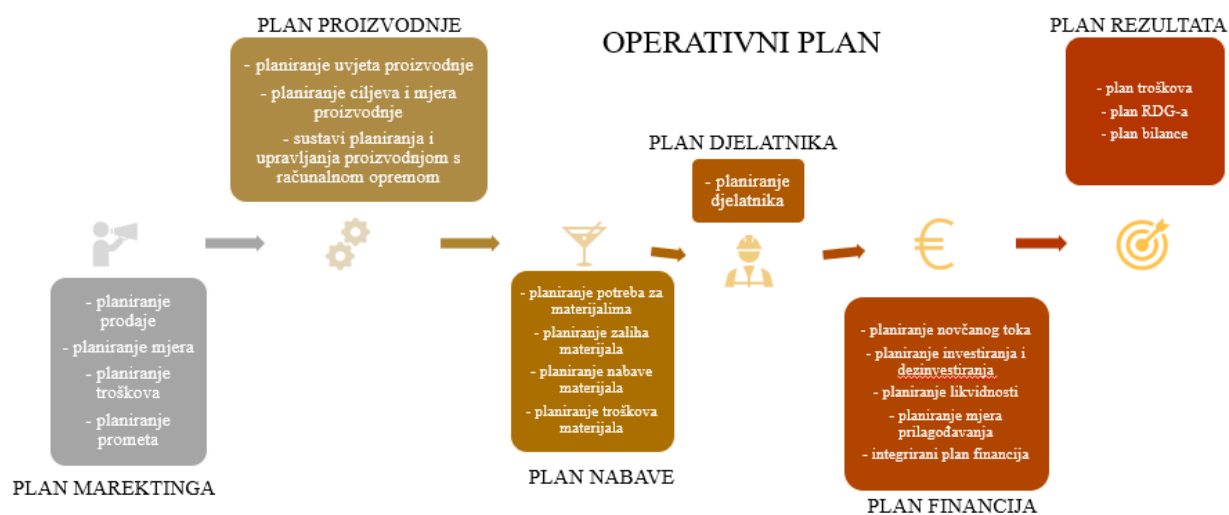 OPERATIVNI PLAN
PLAN MAREKTINGA
- planiranje
prodaje
- planiranje mjera
- planiranje
troškova
- planiranje
prometa
PLAN PROIZVODNJE
- planiranje uvjeta proizvodnje
- planiranje ciljeva i mjera
proizvodnje
- sustavi planiranja i
upravljanja proizvodnjom s
računalnom opremom
PLAN NABAVE
- planiranje potreba za
materijalima
- planiranje zaliha
materijala
- planiranje nabave
materijala
- planiranje troškova
materijala
PLAN DJELATNIKA
- planiranje
djelatnika
PLAN FINANCIJA
- planiranje novčanog toka
- planiranje investiranja i
dezinvestiranja
- planiranje likvidnosti
- planiranje mjera
prilagođavanja
- integrirani plan financija
PLAN REZULTATA
- plan troškova
- plan RDG-a
- plan bilance
€